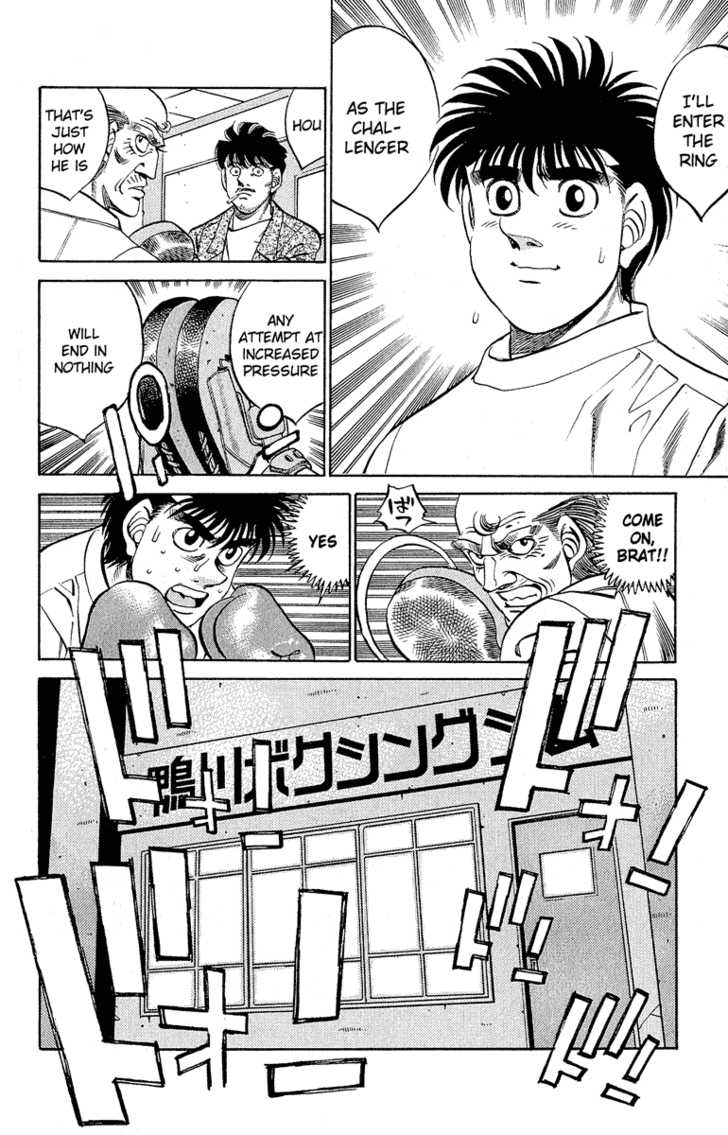 I'LL
ENTER
THE
RING
AS THE
CHAL-
LENGER
HOU
THAT'S
JUST
HOW
HE IS
ANY
ATTEMPT AT
INCREASED
PRESSURE
WILL
END IN
NOTHING
COME
ON,
BRAT!!
ばっ
YES
鴨川ボクシングジム